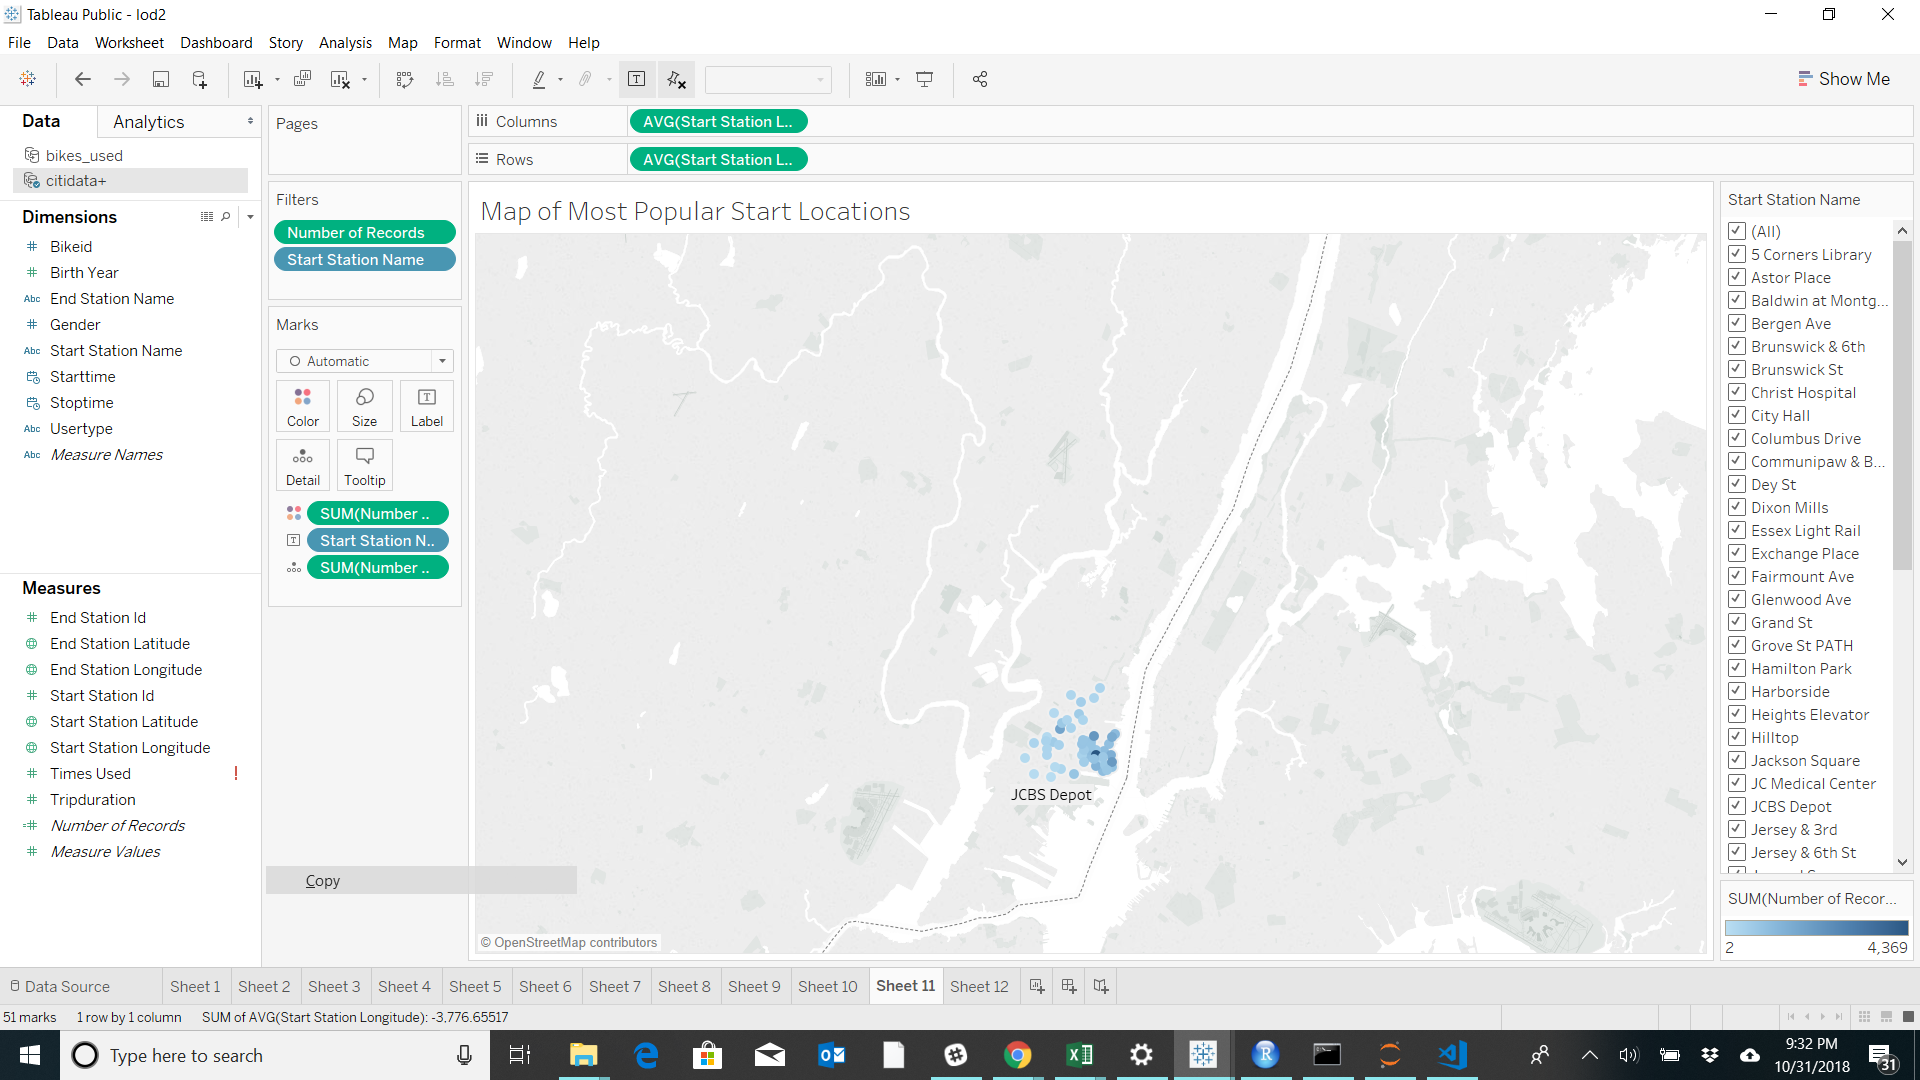 Tableau Public - lod2
File Data Worksheet Dashboard Story Analysis Map Format Window Help
Show Me
Data Analytics
bikes_used
citidata+
Dimensions
# Bikeid
# Birth Year
Abc End Station Name
# Gender
Abc Start Station Name
Starttime
Stoptime
Abc Usertype
Abc Measure Names
Measures
# End Station Id
End Station Latitude
End Station Longitude
# Start Station Id
Start Station Latitude
Start Station Longitude
# Times Used !
# Tripduration
=# Number of Records
# Measure Values
Pages
Filters
Number of Records
Start Station Name
Marks
Automatic
Color Size Label
Detail Tooltip
SUM(Number ..
Start Station N..
SUM(Number ..
Copy
Columns AVG(Start Station L..
Rows AVG(Start Station L..
Map of Most Popular Start Locations
JCBS Depot
© OpenStreetMap contributors
Start Station Name
(All)
5 Corners Library
Astor Place
Baldwin at Montg...
Bergen Ave
Brunswick & 6th
Brunswick St
Christ Hospital
City Hall
Columbus Drive
Communipaw & B...
Dey St
Dixon Mills
Essex Light Rail
Exchange Place
Fairmount Ave
Glenwood Ave
Grand St
Grove St PATH
Hamilton Park
Harborside
Heights Elevator
Hilltop
Jackson Square
JC Medical Center
JCBS Depot
Jersey & 3rd
Jersey & 6th St
SUM(Number of Recor...
2 4,369
Data Source Sheet 1 Sheet 2 Sheet 3 Sheet 4 Sheet 5 Sheet 6 Sheet 7 Sheet 8 Sheet 9 Sheet 10 Sheet 11 Sheet 12
51 marks 1 row by 1 column SUM of AVG(Start Station Longitude): -3,776.65517
Type here to search
9:32 PM
10/31/2018
31